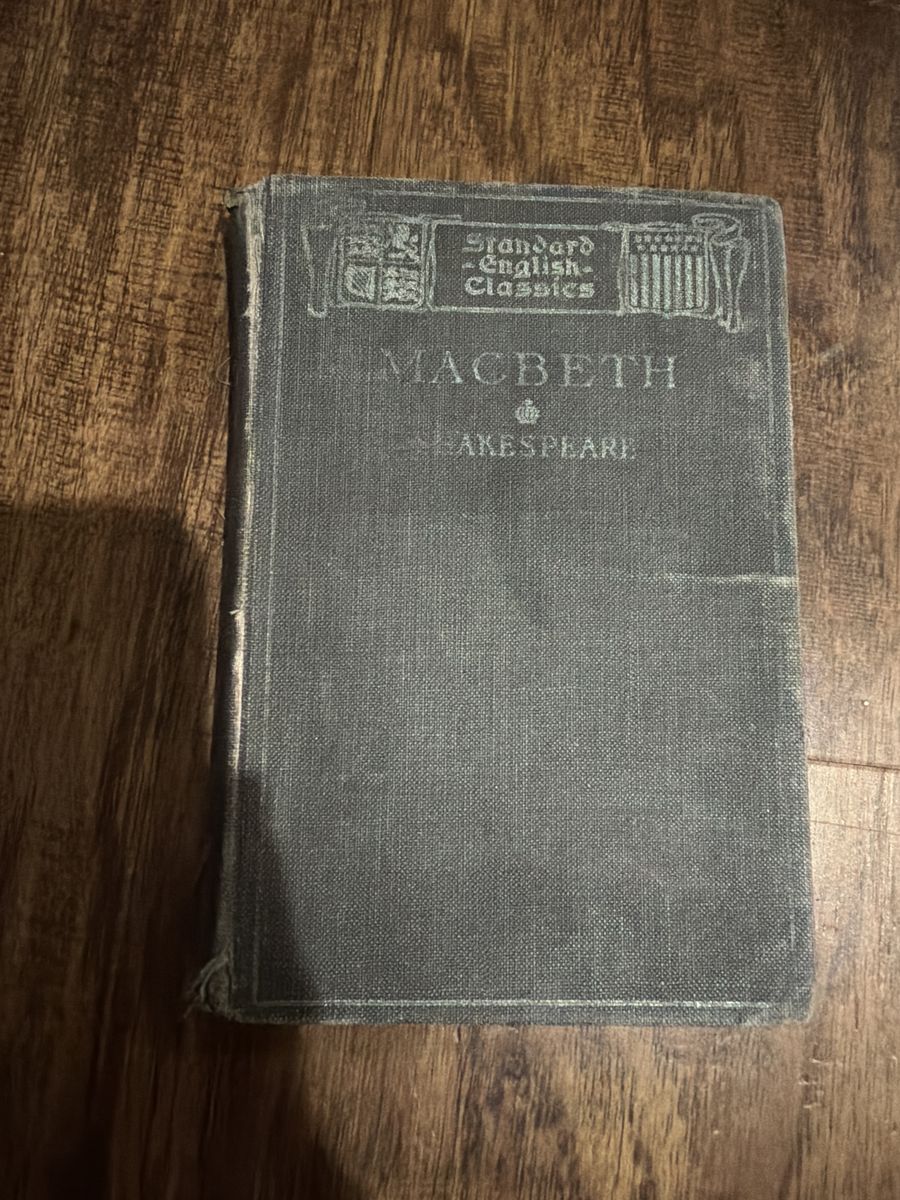 Standard
-English-
Classics
MACBETH
SHAKESPEARE